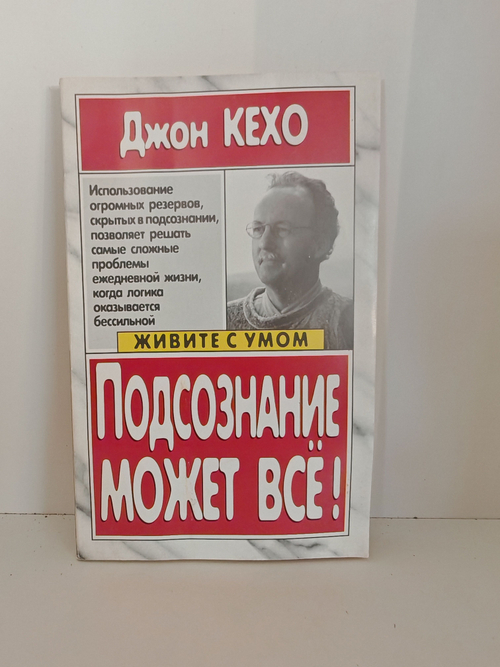 Джон КЕХО
Использование
огромных резервов,
скрытых в подсознании,
позволяет решать
самые сложные
проблемы
ежедневной жизни,
когда логика
оказывается
бессильной
ЖИВИТЕ С УМОМ
ПОДСОЗНАНИЕ
МОЖЕТ ВСЁ!